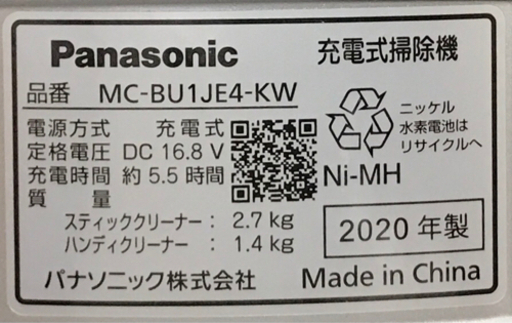 Panasonic 充電式掃除機
品番 MC-BU1JE4-KW
電源方式 充電式
定格電圧 DC 16.8 V
充電時間 約 5.5 時間
質量
スティッククリーナー: 2.7 kg
ハンディクリーナー: 1.4 kg
ニッケル
水素電池は
リサイクルへ
Ni-MH
2020 年製
パナソニック株式会社 Made in China